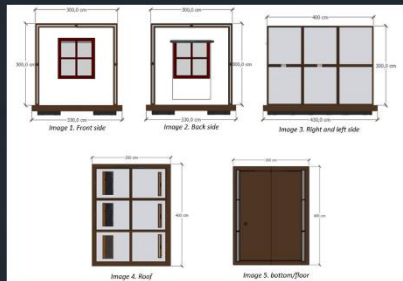 300,0 cm
300,0 cm
400 cm
300,0 cm
300,0 cm
300,0 cm
330,0 cm
330,0 cm
430,0 cm
Image 1. Front side
Image 2. Back side
Image 3. Right and left side
400 cm
Image 4. Roof
Image 5. bottom/floor